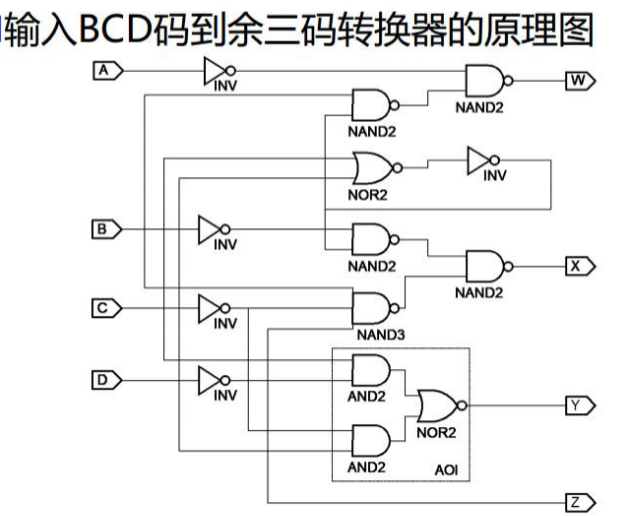 输入BCD码到余三码转换器的原理图
A
INV
NAND2
W
NAND2
NOR2
INV
B
INV
NAND2
NAND2
X
C
INV
NAND3
D
INV
AND2
NOR2
Y
AND2
AOI
Z